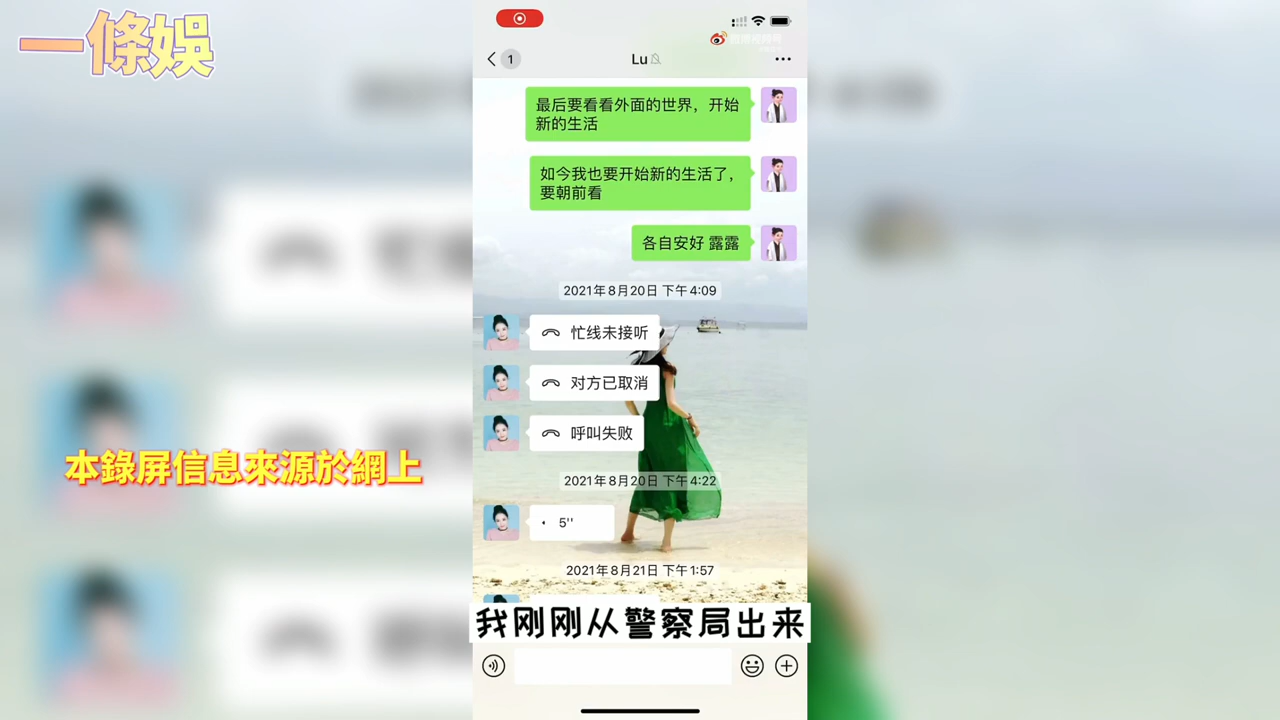 一條娛
1
Lu
最后要看看外面的世界，开始
新的生活
如今我也要开始新的生活了，
要朝前看
各自安好 露露
2021年8月20日 下午4:09
忙线未接听
对方已取消
呼叫失败
本錄屏信息來源於網上
2021年8月20日 下午4:22
5''
2021年8月21日 下午1:57
我刚刚从警察局出来